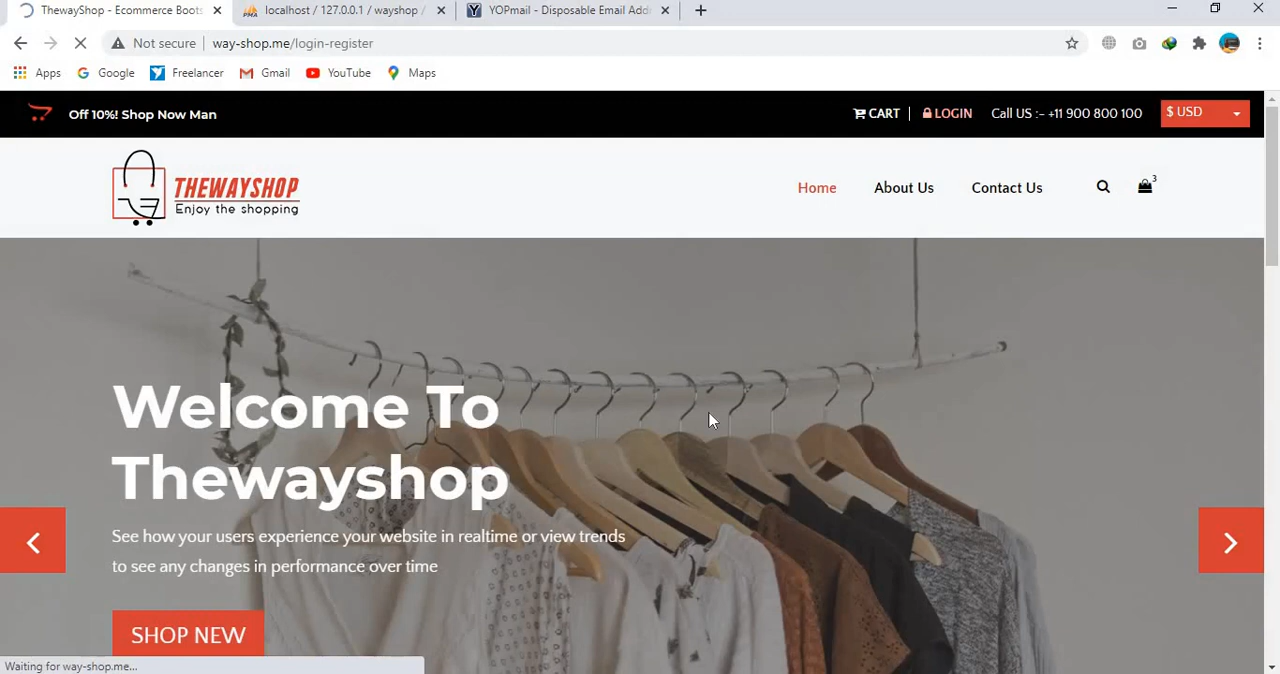 ThewayShop - Ecommerce Boots
localhost / 127.0.0.1 / wayshop /
YOPmail - Disposable Email Add
Not secure
way-shop.me/login-register
Apps
Google
Freelancer
Gmail
YouTube
Maps
Off 10%! Shop Now Man
CART
LOGIN
Call US :- +11 900 800 100
$ USD
THEWAYSHOP
Enjoy the shopping
Home
About Us
Contact Us
3
Welcome To
Thewayshop
See how your users experience your website in realtime or view trends
to see any changes in performance over time
SHOP NEW
Waiting for way-shop.me...